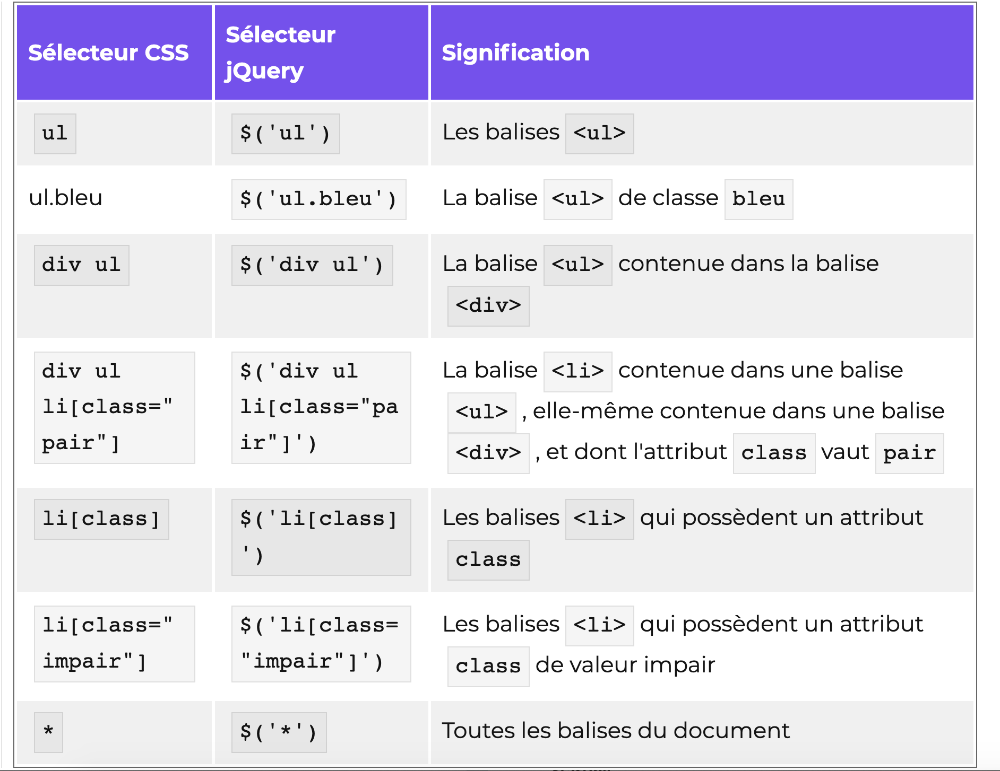 Sélecteur CSS
Sélecteur
jQuery
Signification
ul
$('ul')
Les balises <ul>
ul.bleu
$('ul.bleu')
La balise <ul> de classe bleu
div ul
$('div ul')
La balise <ul> contenue dans la balise
<div>
div ul
li[class="
pair"]
$('div ul
li[class="pa
ir"]')
La balise <li> contenue dans une balise
<ul> , elle-même contenue dans une balise
<div> , et dont l'attribut class vaut pair
li[class]
$('li[class]
')
Les balises <li> qui possèdent un attribut
class
li[class="
impair"]
$('li[class=
"impair"]')
Les balises <li> qui possèdent un attribut
class de valeur impair
*
$('*')
Toutes les balises du document